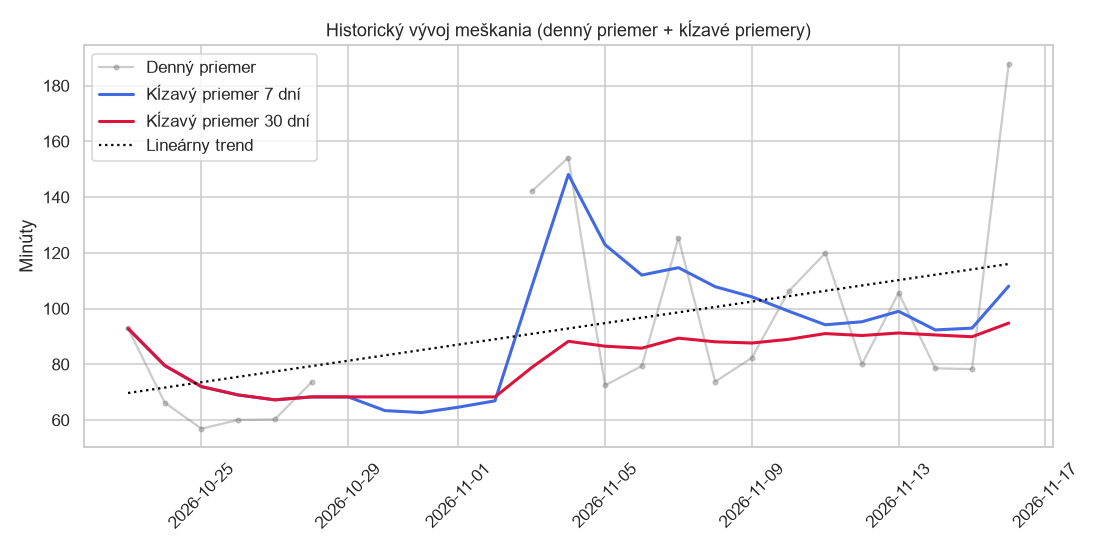 Historický vývoj meškania (denný priemer + kĺzavé priemery)
Denný priemer
Kĺzavý priemer 7 dní
Kĺzavý priemer 30 dní
Lineárny trend
Minúty
180
160
140
120
100
80
60
2026-10-25
2026-10-29
2026-11-01
2026-11-05
2026-11-09
2026-11-13
2026-11-17